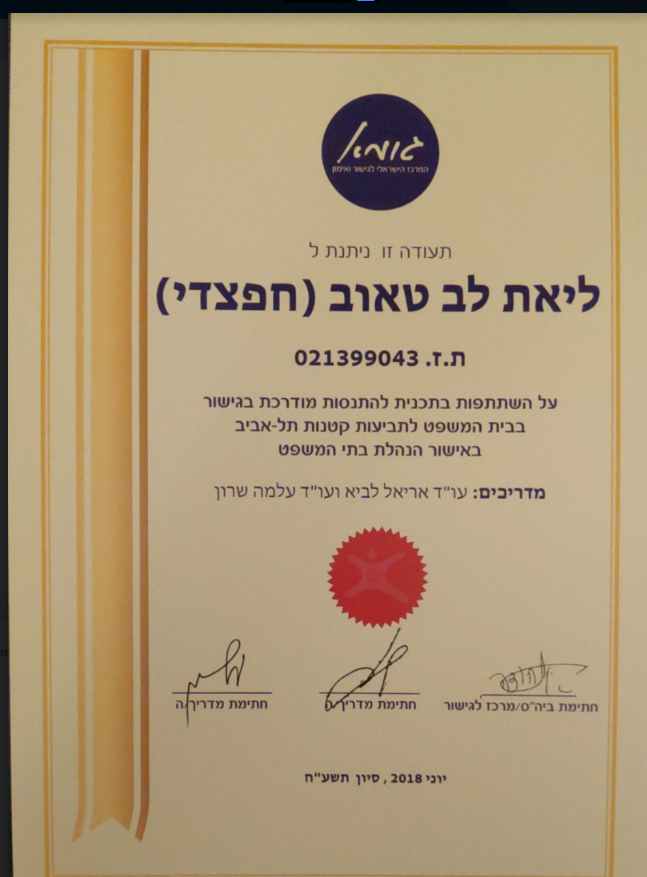 גומא
המרכז הישראלי לגישור ואימון
תעודה זו ניתנת ל
ליאת לב טאוב (חפצדי)
ת.ז. 021399043
על השתתפות בתכנית להתנסות מודרכת בגישור
בבית המשפט לתביעות קטנות תל-אביב
באישור הנהלת בתי המשפט
מדריכים: עו"ד אריאל לביא ועו"ד עלמה שרון
חתימת ביה"ס/מרכז לגישור
חתימת מדריך/ה
חתימת מדריך/ה
יוני 2018, סיון תשע"ח